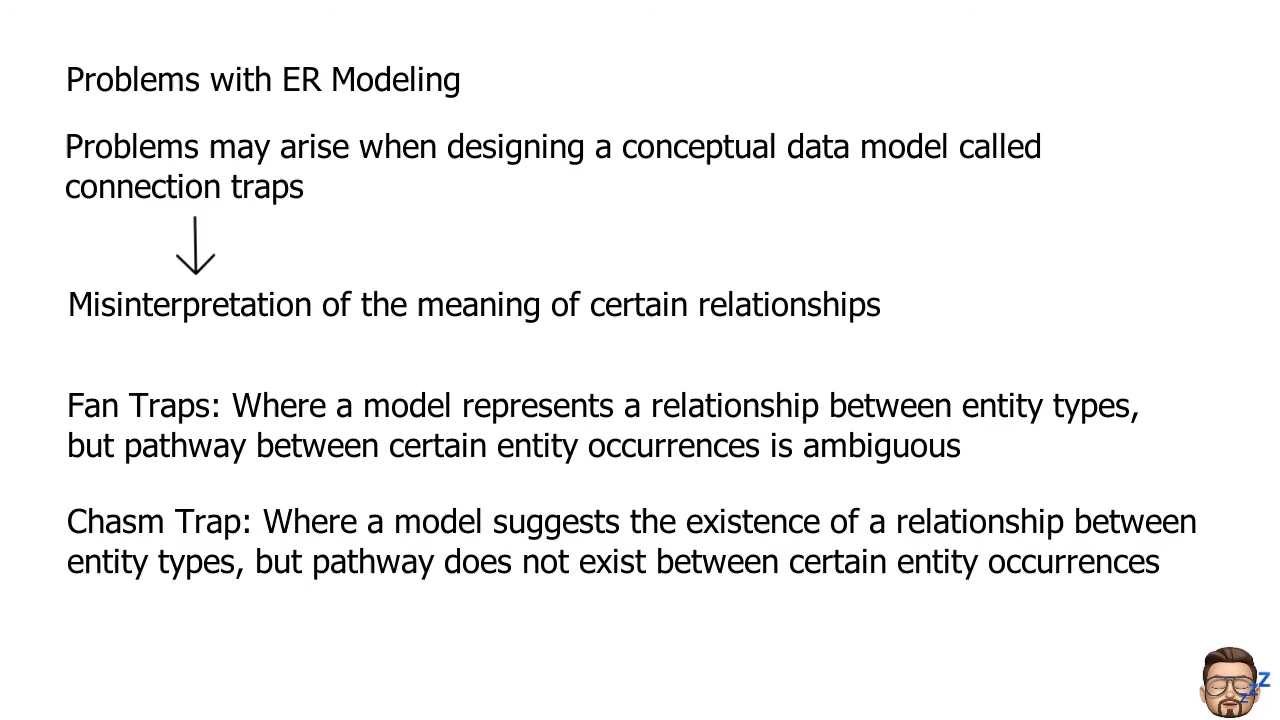 Problems with ER Modeling
Problems may arise when designing a conceptual data model called
connection traps
Misinterpretation of the meaning of certain relationships
Fan Traps: Where a model represents a relationship between entity types,
but pathway between certain entity occurrences is ambiguous
Chasm Trap: Where a model suggests the existence of a relationship between
entity types, but pathway does not exist between certain entity occurrences
zzZ